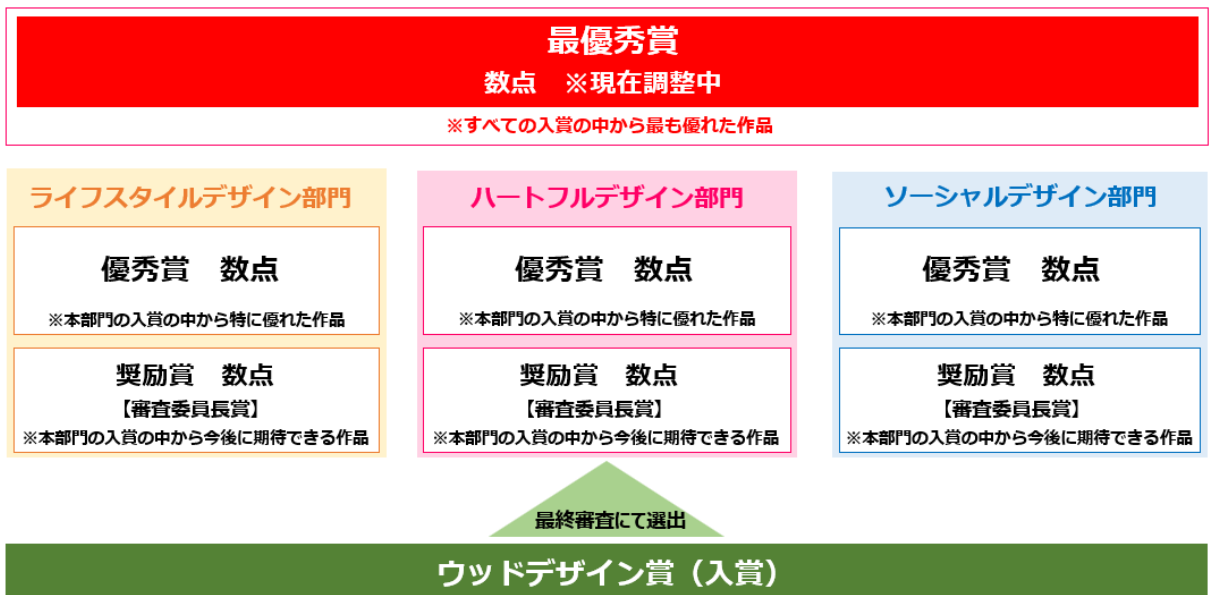 最優秀賞
数点　※現在調整中
※すべての入賞の中から最も優れた作品
ライフスタイルデザイン部門
優秀賞　数点
※本部門の入賞の中から特に優れた作品
奨励賞　数点
【審査委員長賞】
※本部門の入賞の中から今後に期待できる作品
ハートフルデザイン部門
優秀賞　数点
※本部門の入賞の中から特に優れた作品
奨励賞　数点
【審査委員長賞】
※本部門の入賞の中から今後に期待できる作品
ソーシャルデザイン部門
優秀賞　数点
※本部門の入賞の中から特に優れた作品
奨励賞　数点
【審査委員長賞】
※本部門の入賞の中から今後に期待できる作品
最終審査にて選出
ウッドデザイン賞（入賞）